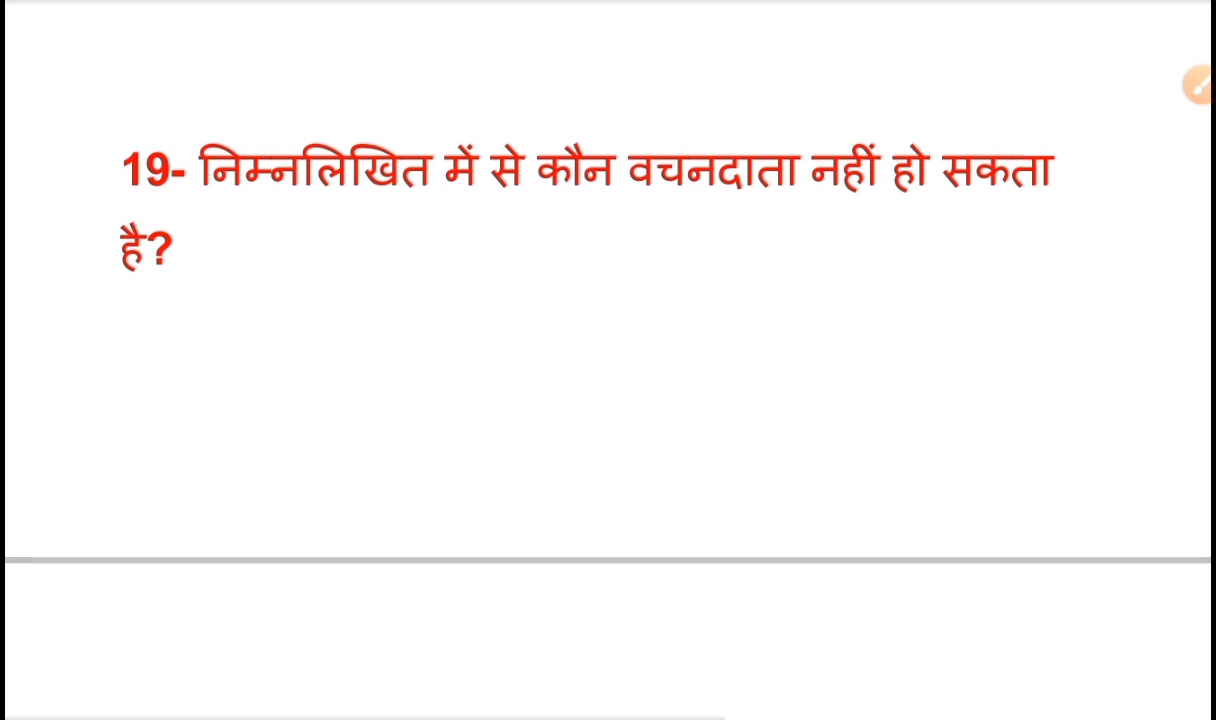 19- निम्नलिखित में से कौन वचनदाता नहीं हो सकता
है?